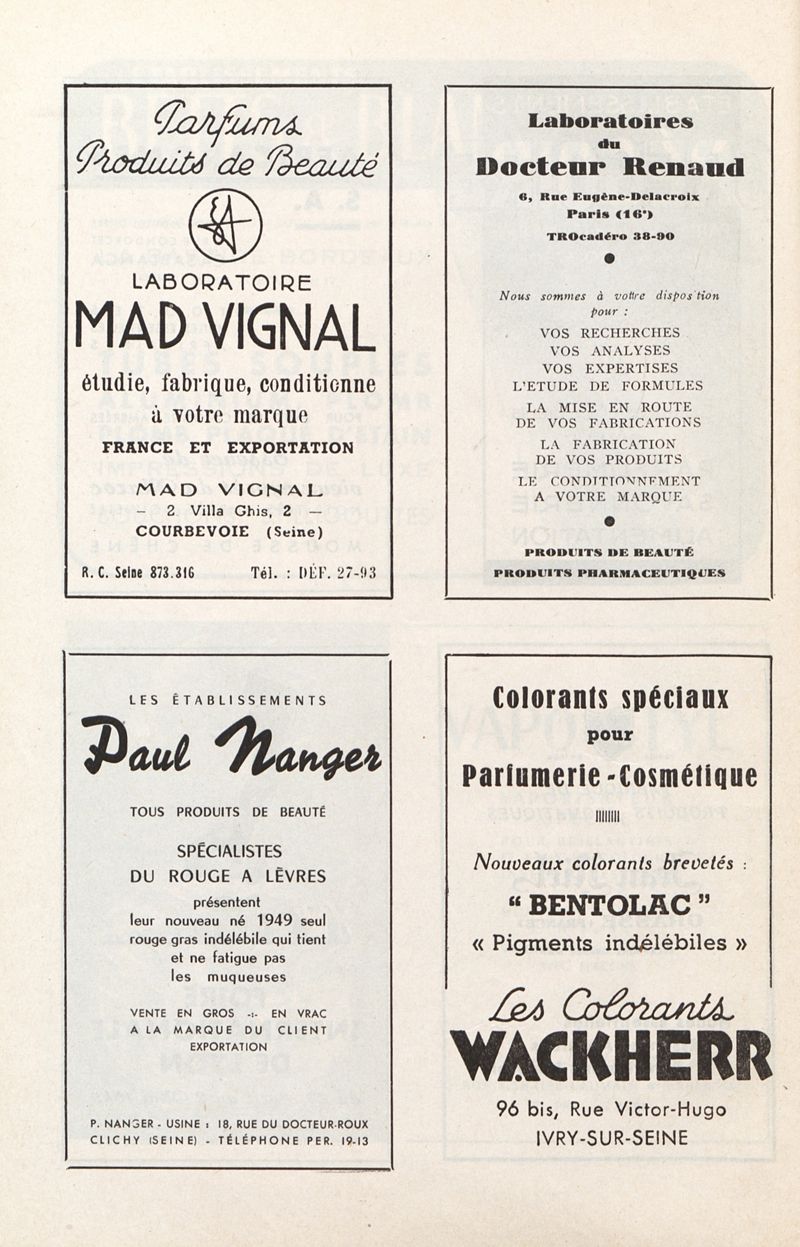 Parfums
Produits de Beauté
LABORATOIRE
MAD VIGNAL
étudie, fabrique, conditionne
à votre marque
FRANCE ET EXPORTATION
MAD VIGNAL
— 2 Villa Ghis, 2 —
COURBEVOIE (Seine)
R. C. Seine 873.316 Tél. : DÉF. 27-93
Laboratoires
du
Docteur Renaud
6, Rue Eugène-Delacroix
Paris (16e)
TROcadéro 38-90
Nous sommes à vottre disposition
pour :
VOS RECHERCHES
VOS ANALYSES
VOS EXPERTISES
L'ETUDE DE FORMULES
LA MISE EN ROUTE
DE VOS FABRICATIONS
LA FABRICATION
DE VOS PRODUITS
LE CONDITIONNEMENT
A VOTRE MARQUE
PRODUITS DE BEAUTÉ
PRODUITS PHARMACEUTIQUES
LES ÉTABLISSEMENTS
Paul Nanger
TOUS PRODUITS DE BEAUTÉ
SPÉCIALISTES
DU ROUGE A LÈVRES
présentent
leur nouveau né 1949 seul
rouge gras indélébile qui tient
et ne fatigue pas
les muqueuses
VENTE EN GROS -:- EN VRAC
A LA MARQUE DU CLIENT
EXPORTATION
P. NANGER - USINE : 18, RUE DU DOCTEUR-ROUX
CLICHY (SEINE) - TÉLÉPHONE PER. 19-13
Colorants spéciaux
pour
Parfumerie-Cosmétique
Nouveaux colorants brevetés :
“ BENTOLAC ”
« Pigments indélébiles »
Les Colorants
WACKHERR
96 bis, Rue Victor-Hugo
IVRY-SUR-SEINE